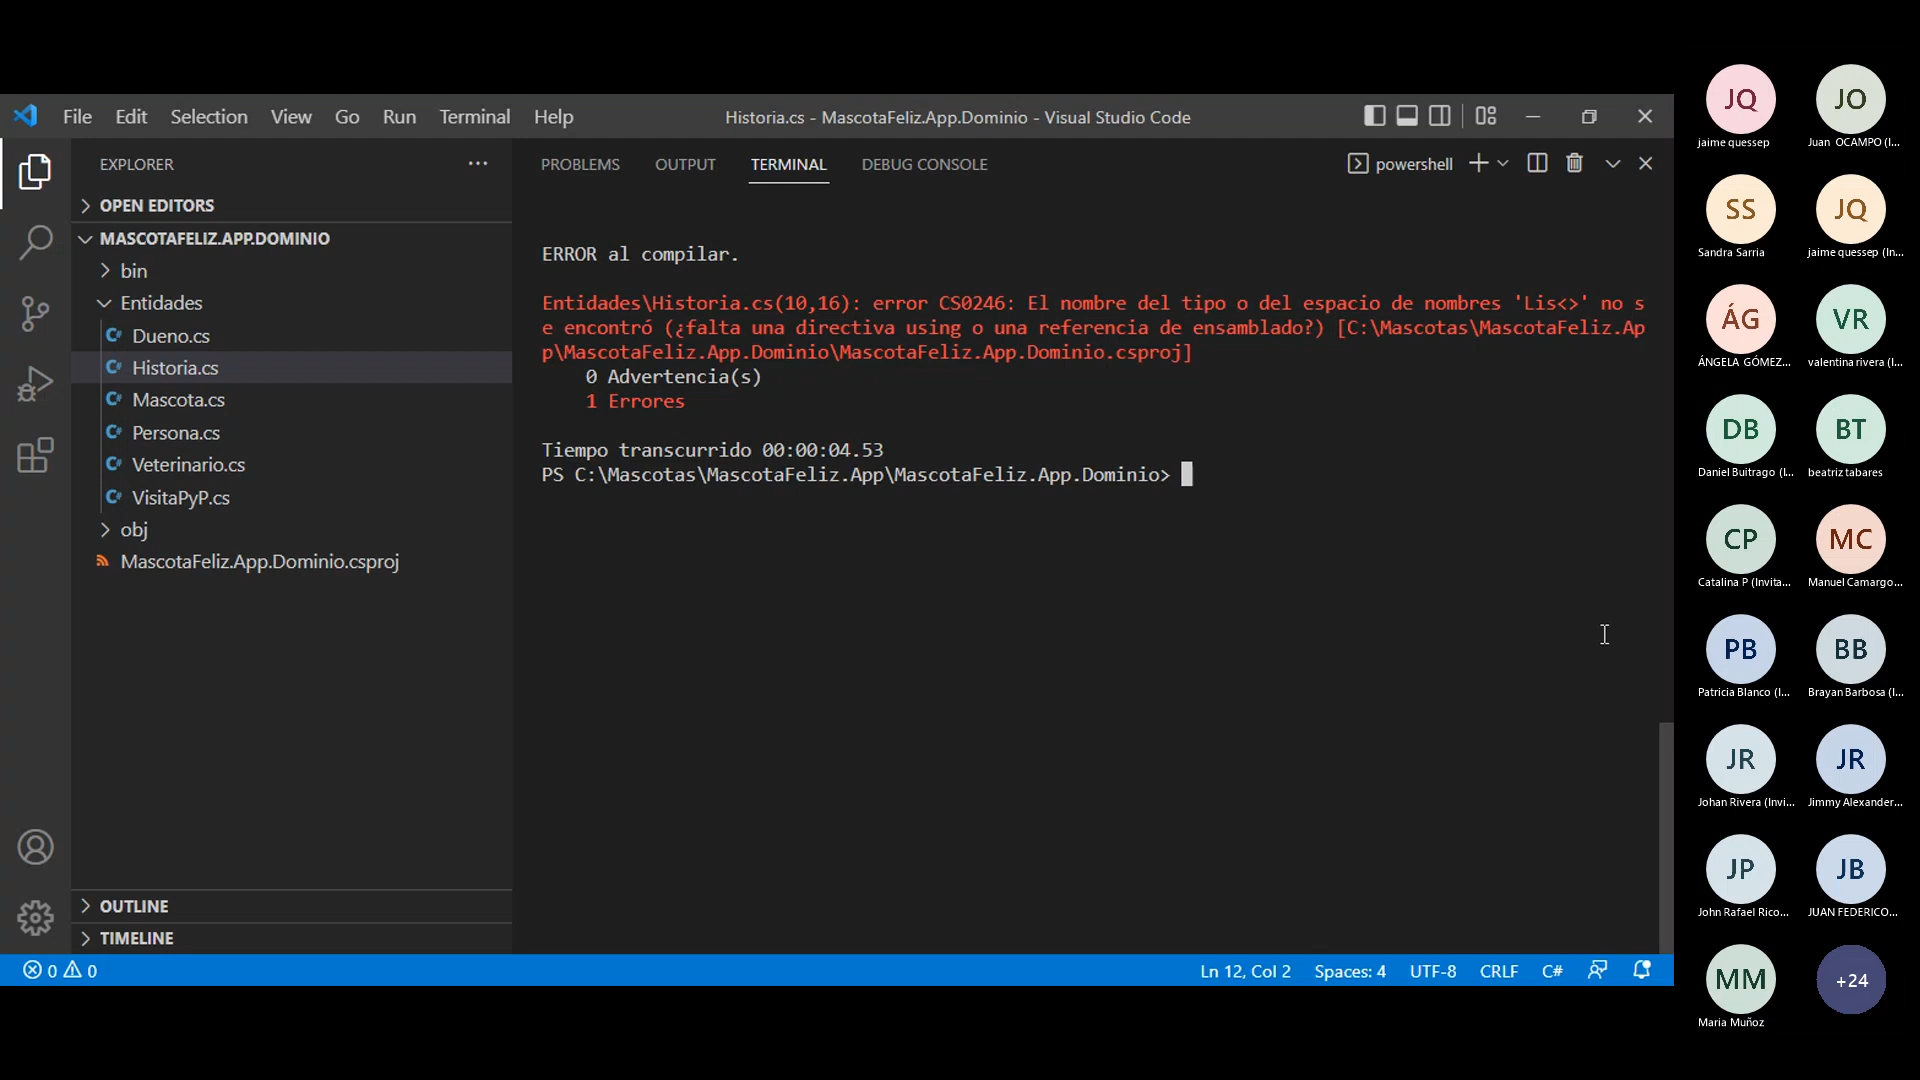 File Edit Selection View Go Run Terminal Help
Historia.cs - MascotaFeliz.App.Dominio - Visual Studio Code
EXPLORER
OPEN EDITORS
MASCOTAFELIZ.APP.DOMINIO
bin
Entidades
Dueno.cs
Historia.cs
Mascota.cs
Persona.cs
Veterinario.cs
VisitaPyP.cs
obj
MascotaFeliz.App.Dominio.csproj
OUTLINE
TIMELINE
PROBLEMS OUTPUT TERMINAL DEBUG CONSOLE
powershell
ERROR al compilar.
Entidades\Historia.cs(10,16): error CS0246: El nombre del tipo o del espacio de nombres 'Lis<>' no s
e encontró (¿falta una directiva using o una referencia de ensamblado?) [C:\Mascotas\MascotaFeliz.Ap
p\MascotaFeliz.App.Dominio\MascotaFeliz.App.Dominio.csproj]
0 Advertencia(s)
1 Errores
Tiempo transcurrido 00:00:04.53
PS C:\Mascotas\MascotaFeliz.App\MascotaFeliz.App.Dominio>
0 0
Ln 12, Col 2 Spaces: 4 UTF-8 CRLF C#
JQ JO
jaime quessep Juan OCAMPO (I...
SS JQ
Sandra Sarria jaime quessep (In...
ÁG VR
ÁNGELA GÓMEZ... valentina rivera (I...
DB BT
Daniel Buitrago (I... beatriz tabares
CP MC
Catalina P (Invita... Manuel Camargo...
PB BB
Patricia Blanco (I... Brayan Barbosa (I...
JR JR
Johan Rivera (Invi... Jimmy Alexander...
JP JB
John Rafael Rico... JUAN FEDERICO...
MM +24
Maria Muñoz